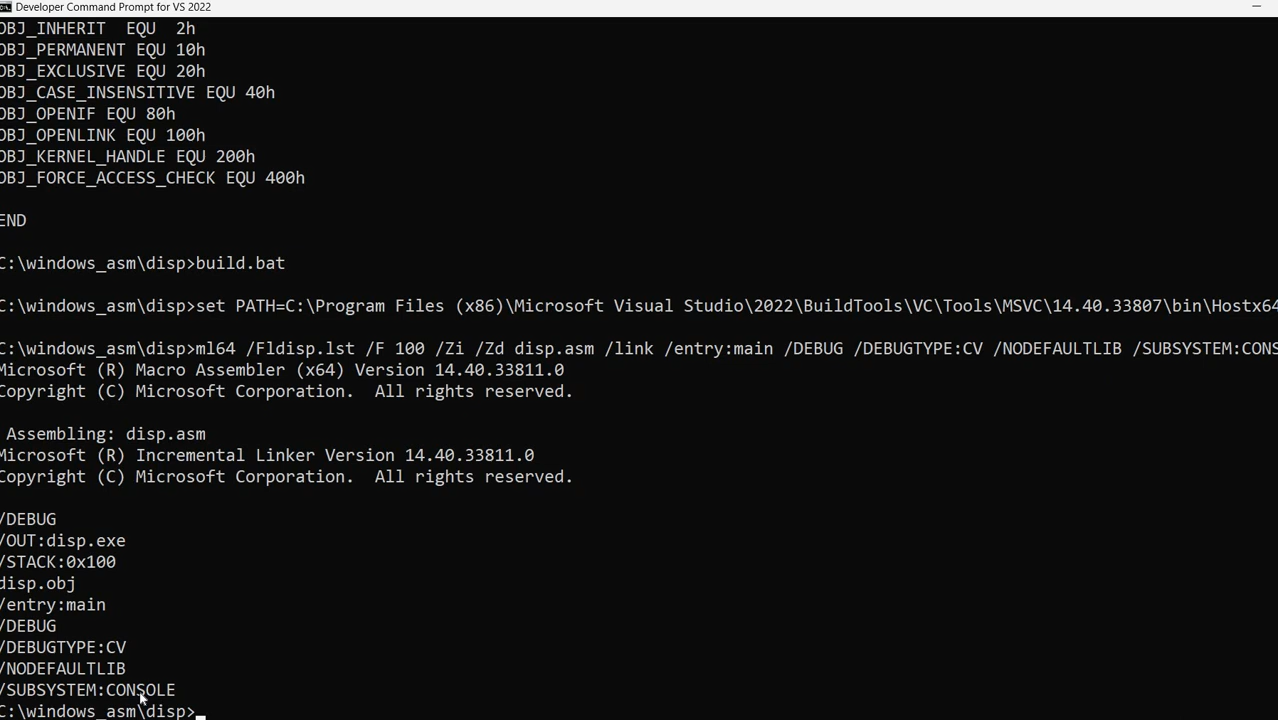 Developer Command Prompt for VS 2022
OBJ_INHERIT EQU 2h
OBJ_PERMANENT EQU 10h
OBJ_EXCLUSIVE EQU 20h
OBJ_CASE_INSENSITIVE EQU 40h
OBJ_OPENIF EQU 80h
OBJ_OPENLINK EQU 100h
OBJ_KERNEL_HANDLE EQU 200h
OBJ_FORCE_ACCESS_CHECK EQU 400h
END
C:\windows_asm\disp>build.bat
C:\windows_asm\disp>set PATH=C:\Program Files (x86)\Microsoft Visual Studio\2022\BuildTools\VC\Tools\MSVC\14.40.33807\bin\Hostx64
C:\windows_asm\disp>ml64 /Fldisp.lst /F 100 /Zi /Zd disp.asm /link /entry:main /DEBUG /DEBUGTYPE:CV /NODEFAULTLIB /SUBSYSTEM:CONS
Microsoft (R) Macro Assembler (x64) Version 14.40.33811.0
Copyright (C) Microsoft Corporation. All rights reserved.
Assembling: disp.asm
Microsoft (R) Incremental Linker Version 14.40.33811.0
Copyright (C) Microsoft Corporation. All rights reserved.
/DEBUG
/OUT:disp.exe
/STACK:0x100
disp.obj
/entry:main
/DEBUG
/DEBUGTYPE:CV
/NODEFAULTLIB
/SUBSYSTEM:CONSOLE
C:\windows_asm\disp>